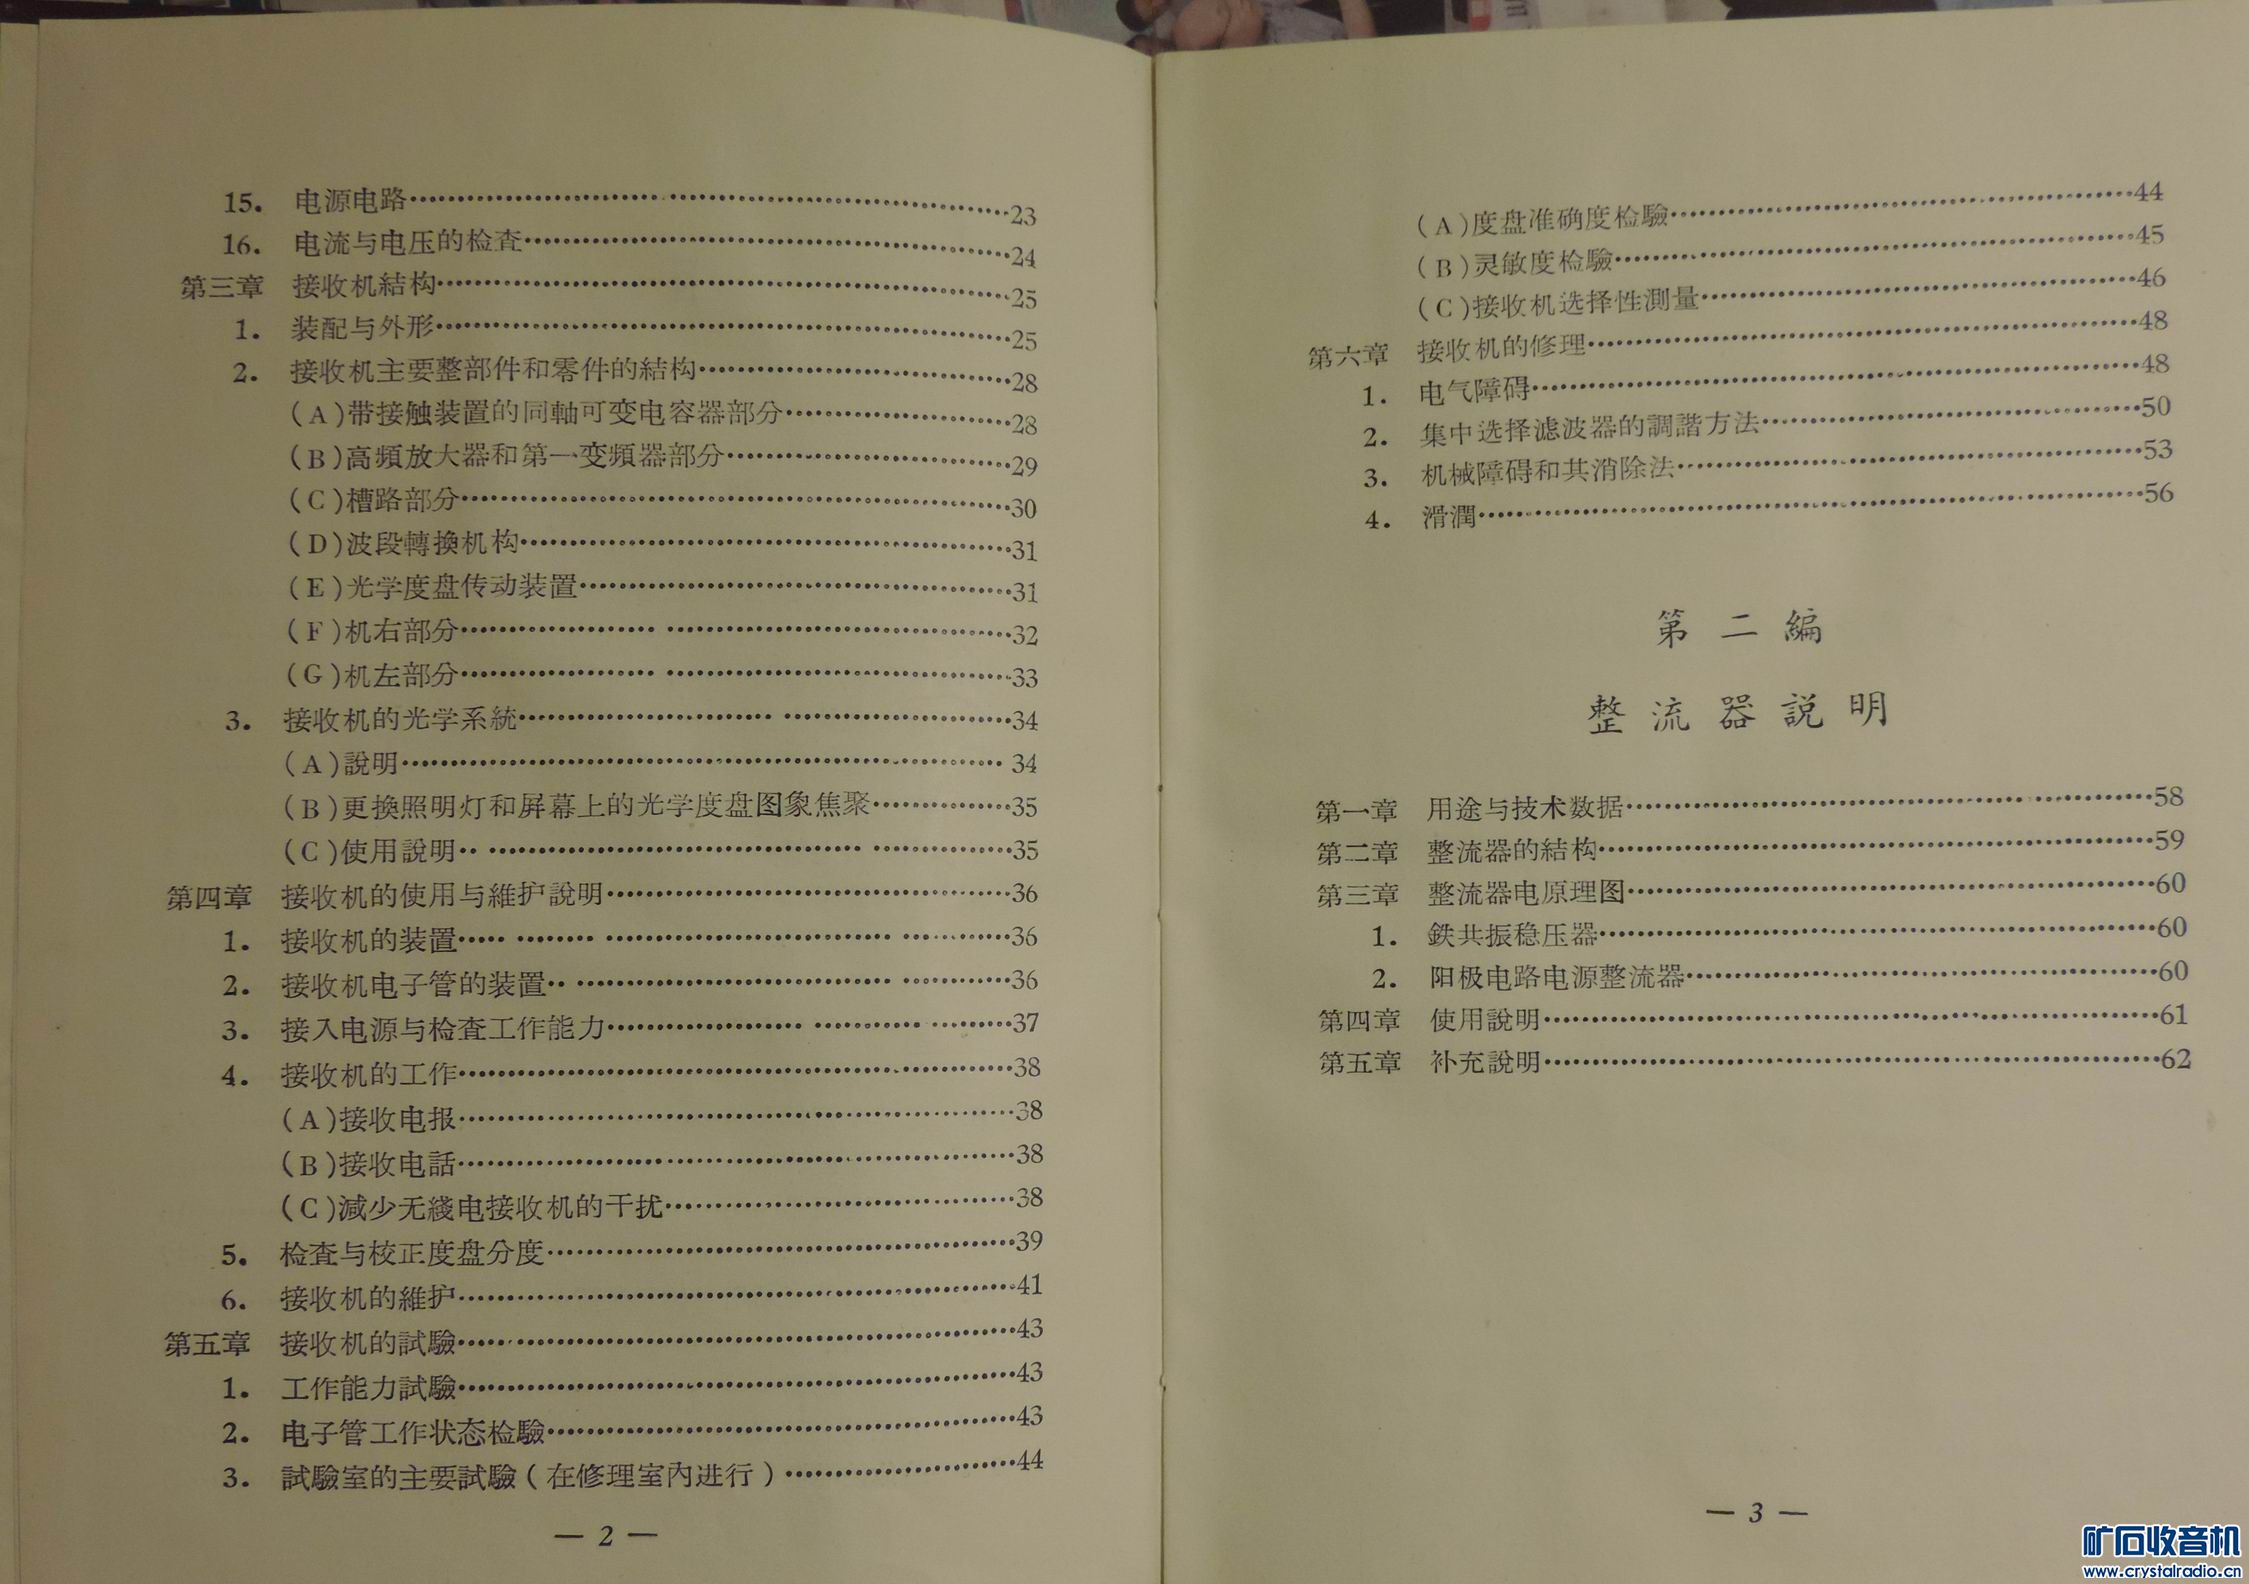 15. 电源电路……23
16. 电流与电压的检査……24
第三章 接收机結构……25
1. 装配与外形……25
2. 接收机主要整部件和零件的結构……28
(A)带接触装置的同軸可变电容器部分……28
(B)高頻放大器和第一变頻器部分……29
(C)槽路部分……30
(D)波段轉換机构……31
(E)光学度盘传动装置……31
(F)机右部分……32
(G)机左部分……33
3. 接收机的光学系統……34
(A)說明……34
(B)更換照明灯和屏幕上的光学度盘图象焦聚……35
(C)使用說明……35
第四章 接收机的使用与維护說明……36
1. 接收机的装置……36
2. 接收机电子管的装置……36
3. 接入电源与检査工作能力……37
4. 接收机的工作……38
(A)接收电报……38
(B)接收电話……38
(C)减少无綫电接收机的干扰……38
5. 检査与校正度盘分度……39
6. 接收机的維护……41
第五章 接收机的試驗……43
1. 工作能力試驗……43
2. 电子管工作状态检驗……43
3. 試驗室的主要試驗(在修理室內进行)……44
— 2 —
(A)度盘准确度检驗……44
(B)灵敏度检驗……45
(C)接收机选择性測量……46
第六章 接收机的修理……48
1. 电气障碍……48
2. 集中选择滤波器的調諧方法……50
3. 机械障碍和其消除法……53
4. 滑潤……56
第二編
整流器説明
第一章 用途与技术数据……58
第二章 整流器的結构……59
第三章 整流器电原理图……60
1. 鉄共振稳压器……60
2. 阳极电路电源整流器……60
第四章 使用說明……61
第五章 补充說明……62
— 3 —
矿石收音机
www.crystalradio.cn